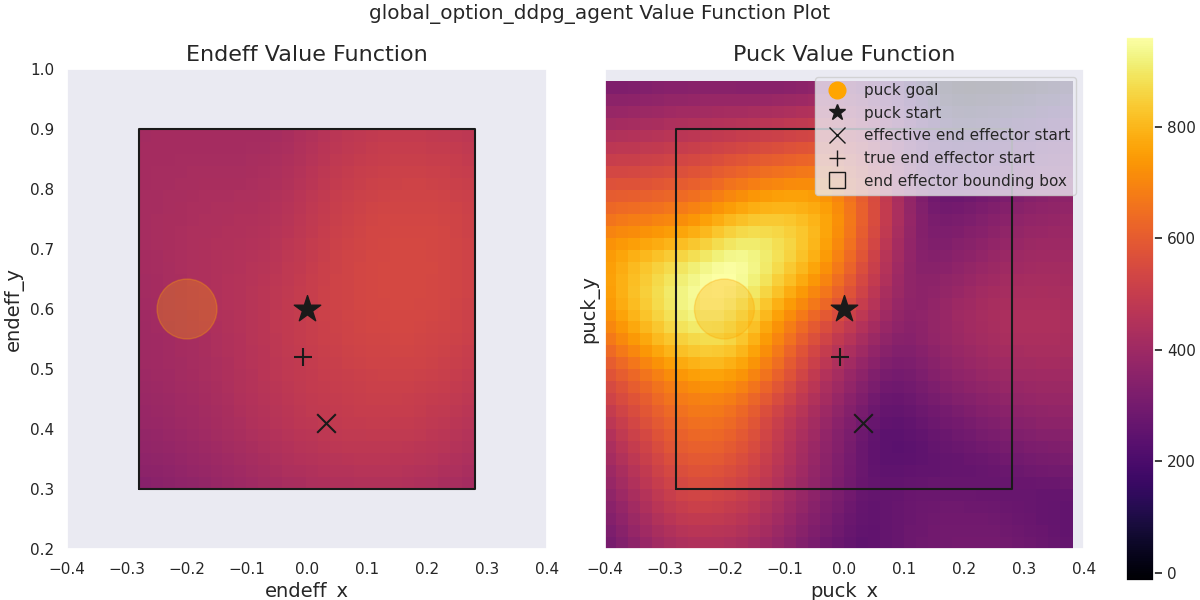 global_option_ddpg_agent Value Function Plot
Endeff Value Function
endeff_y
1.0
0.9
0.8
0.7
0.6
0.5
0.4
0.3
0.2
−0.4 −0.3 −0.2 −0.1 0.0 0.1 0.2 0.3 0.4
endeff_x
Puck Value Function
puck goal
puck start
effective end effector start
true end effector start
end effector bounding box
puck_y
−0.4 −0.3 −0.2 −0.1 0.0 0.1 0.2 0.3 0.4
puck_x
800
600
400
200
0